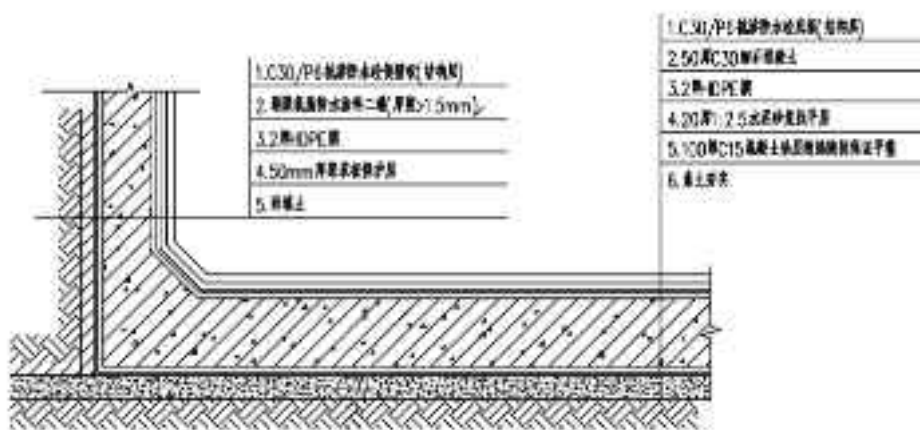 1.C30/P6抗渗防水砼侧墙板(结构层)
2.聚氨酯防水涂料二道(厚度>1.5mm)
3.2厚HDPE膜
4.50mm厚聚苯板保护层
5.回填土
1.C30/P6抗渗防水砼底板(结构层)
2.50厚C30细石混凝土
3.2厚HDPE膜
4.20厚1:2.5水泥砂浆找平层
5.100厚C15混凝土垫层
6.素土夯实